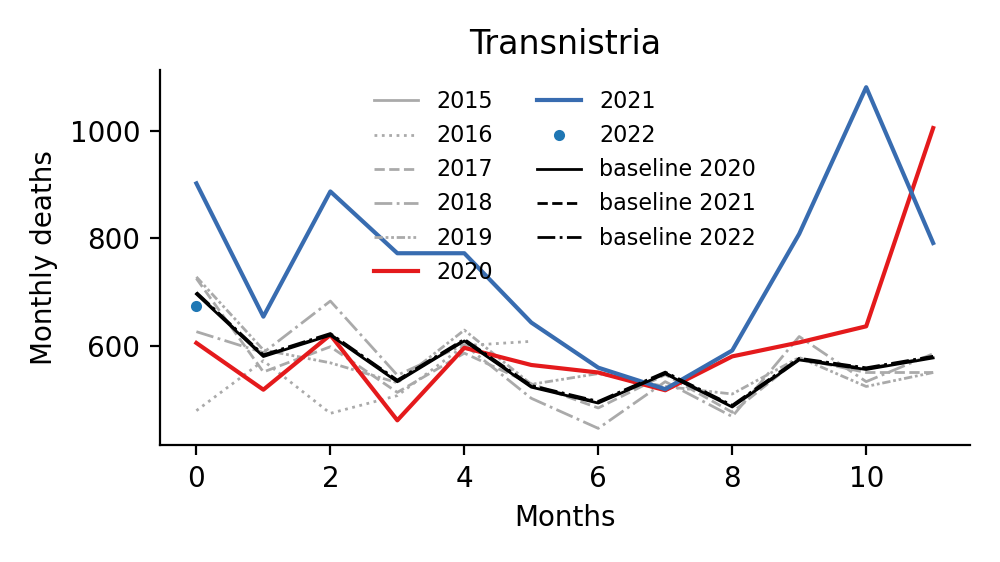 Transnistria
Monthly deaths
1000
800
600
2015
2016
2017
2018
2019
2020
2021
2022
baseline 2020
baseline 2021
baseline 2022
0 2 4 6 8 10
Months